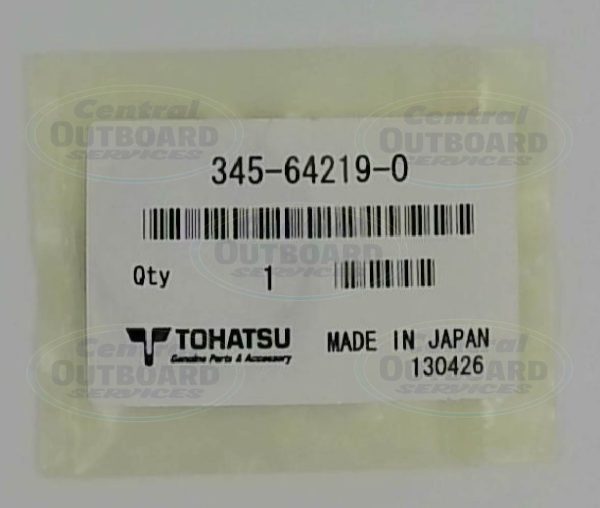 Central
OUTBOARD
SERVICES
Central
OUTBOARD
SERVICES
345-64219-0
OUTBOARD
SERVICES
Qty 1
TOHATSU MADE IN JAPAN
Genuine Parts & Accessory 130426
Central
OUTBOARD
SERVICES
Central
OUTBOARD
SERVICES